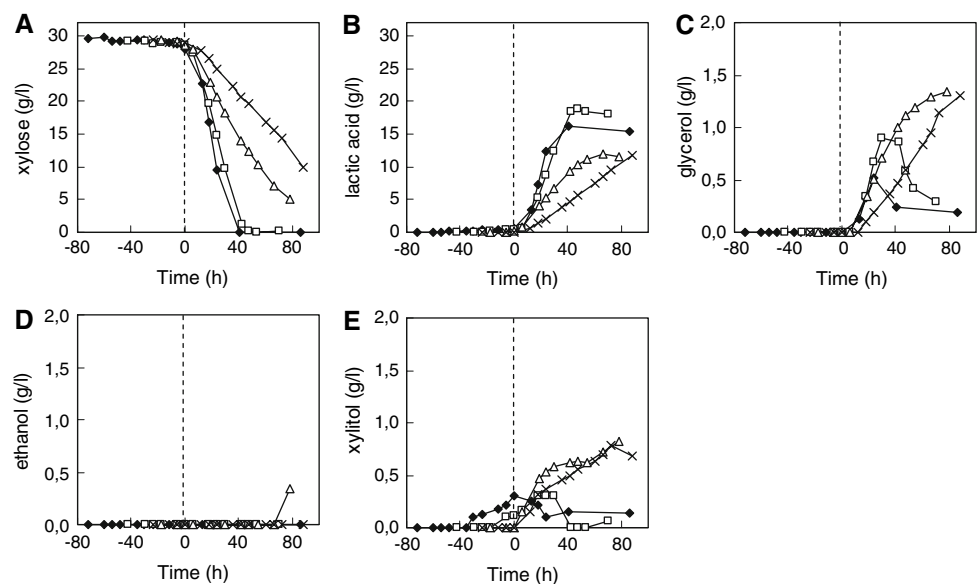 A
xylose (g/l)
30
25
20
15
10
5
0
-80 -40 0 40 80
Time (h)
B
lactic acid (g/l)
30
25
20
15
10
5
0
-80 -40 0 40 80
Time (h)
C
glycerol (g/l)
2,0
1,5
1,0
0,5
0,0
-80 -40 0 40 80
Time (h)
D
ethanol (g/l)
2,0
1,5
1,0
0,5
0,0
-80 -40 0 40 80
Time (h)
E
xylitol (g/l)
2,0
1,5
1,0
0,5
0,0
-80 -40 0 40 80
Time (h)